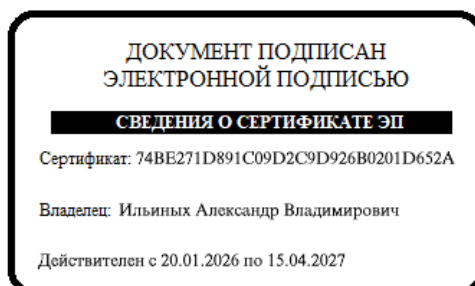 ДОКУМЕНТ ПОДПИСАН
ЭЛЕКТРОННОЙ ПОДПИСЬЮ
СВЕДЕНИЯ О СЕРТИФИКАТЕ ЭП
Сертификат: 74BE271D891C09D2C9D926B0201D652A
Владелец: Ильиных Александр Владимирович
Действителен с 20.01.2026 по 15.04.2027